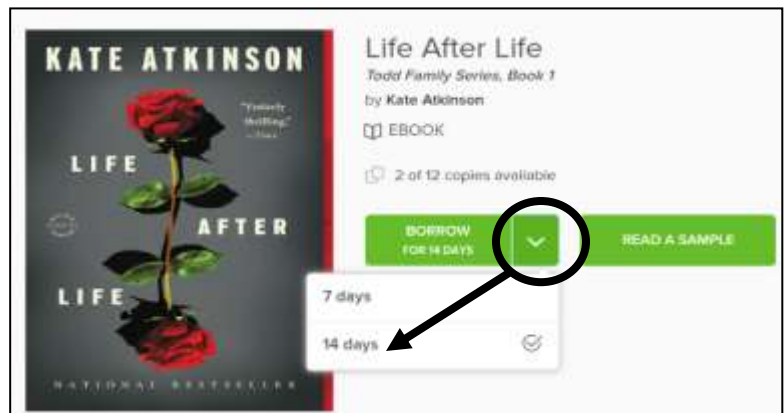 KATE ATKINSON
LIFE
AFTER
LIFE
NATIONAL BESTSELLER
Life After Life
Todd Family Series, Book 1
by Kate Atkinson
EBOOK
2 of 12 copies available
BORROW
FOR 14 DAYS
READ A SAMPLE
7 days
14 days